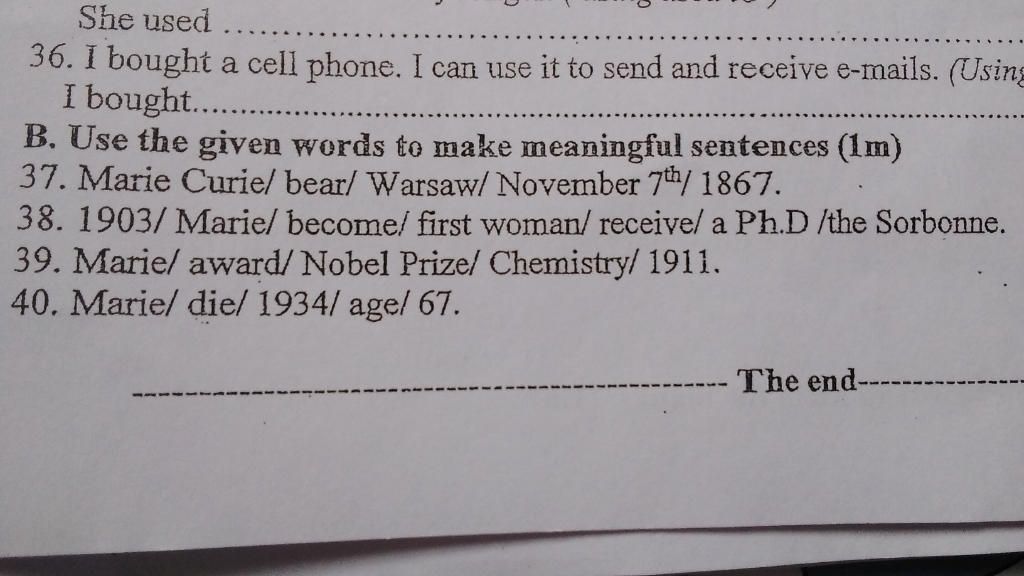 She used ........................
36. I bought a cell phone. I can use it to send and receive e-mails. (Using
I bought........................
B. Use the given words to make meaningful sentences (1m)
37. Marie Curie/ bear/ Warsaw/ November 7th/ 1867.
38. 1903/ Marie/ become/ first woman/ receive/ a Ph.D /the Sorbonne.
39. Marie/ award/ Nobel Prize/ Chemistry/ 1911.
40. Marie/ die/ 1934/ age/ 67.
---------------------------------------- The end---------------